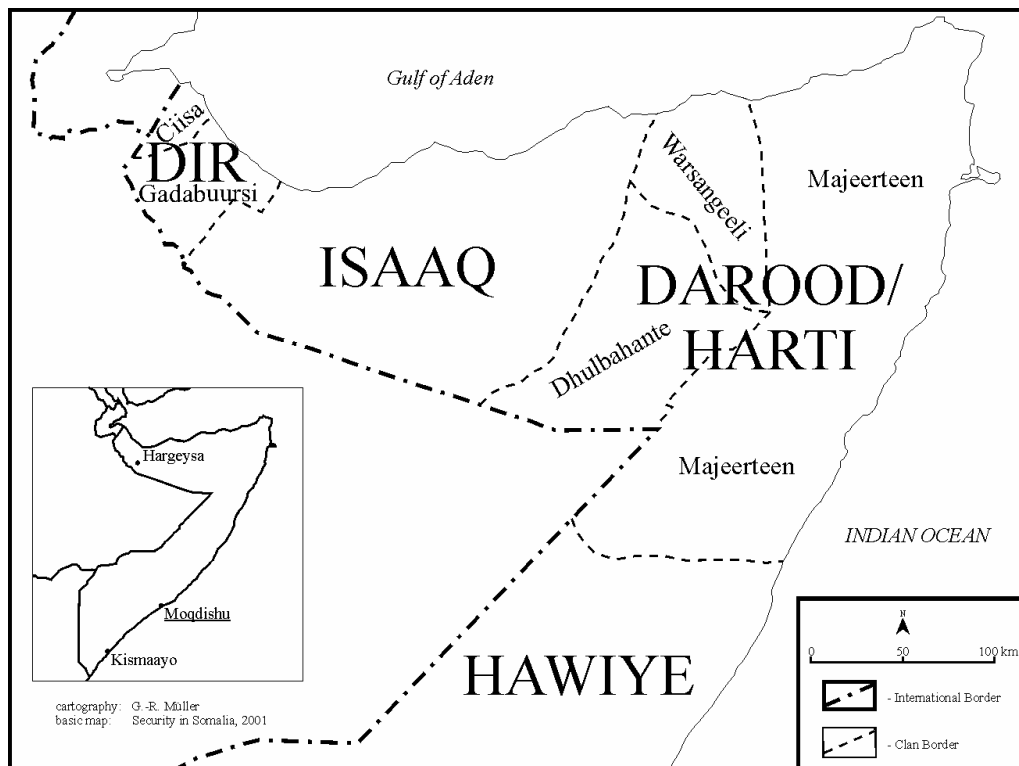 Gulf of Aden
Ciisa
DIR
Gadabuursi
Warsangeeli
Majeerteen
ISAAQ
DAROOD/
HARTI
Dhulbahante
Majeerteen
INDIAN OCEAN
HAWIYE
Hargeysa
Moqdishu
Kismaayo
cartography: G.-R. Müller
basic map: Security in Somalia, 2001
N
0 50 100 km
- International Border
- Clan Border